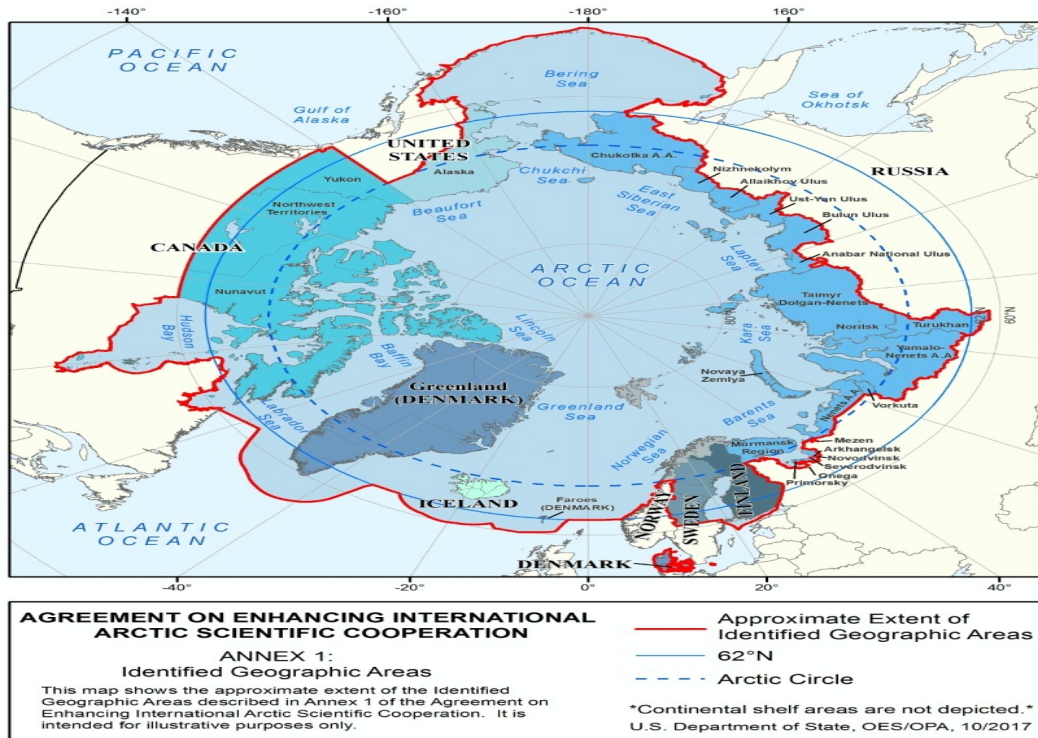 -140°
-160°
-180°
160°
PACIFIC
OCEAN
Gulf of
Alaska
Bering
Sea
Sea of
Okhotsk
UNITED
STATES
Alaska
Chukchi
Sea
Chukotka A.A.
Nizhnekolym
Allaikhov Ulus
Ust-Yan Ulus
Bulun Ulus
Anabar National Ulus
RUSSIA
Yukon
Northwest
Territories
Beaufort
Sea
East
Siberian
Sea
Laptev
Sea
CANADA
Nunavut
ARCTIC
OCEAN
Taimyr
Dolgan-Nenets
Norilsk
Turukhan
Yamalo-
Nenets A.A.
80°
62°N
60°N
Hudson
Bay
Baffin
Bay
Lincoln
Sea
Kara
Sea
Novaya
Zemlya
Greenland
(DENMARK)
Greenland
Sea
Barents
Sea
Nenets A.A.
Vorkuta
Labrador
Sea
Norwegian
Sea
Murmansk
Region
Mezen
Arkhangelsk
Novodvinsk
Severodvinsk
Onega
Primorsky
ICELAND
Faroes
(DENMARK)
NORWAY
SWEDEN
FINLAND
ATLANTIC
OCEAN
DENMARK
-40°
-20°
0°
20°
40°
AGREEMENT ON ENHANCING INTERNATIONAL
ARCTIC SCIENTIFIC COOPERATION
ANNEX 1:
Identified Geographic Areas
This map shows the approximate extent of the Identified
Geographic Areas described in Annex 1 of the Agreement on
Enhancing International Arctic Scientific Cooperation. It is
intended for illustrative purposes only.
Approximate Extent of
Identified Geographic Areas
62°N
Arctic Circle
*Continental shelf areas are not depicted.*
U.S. Department of State, OES/OPA, 10/2017